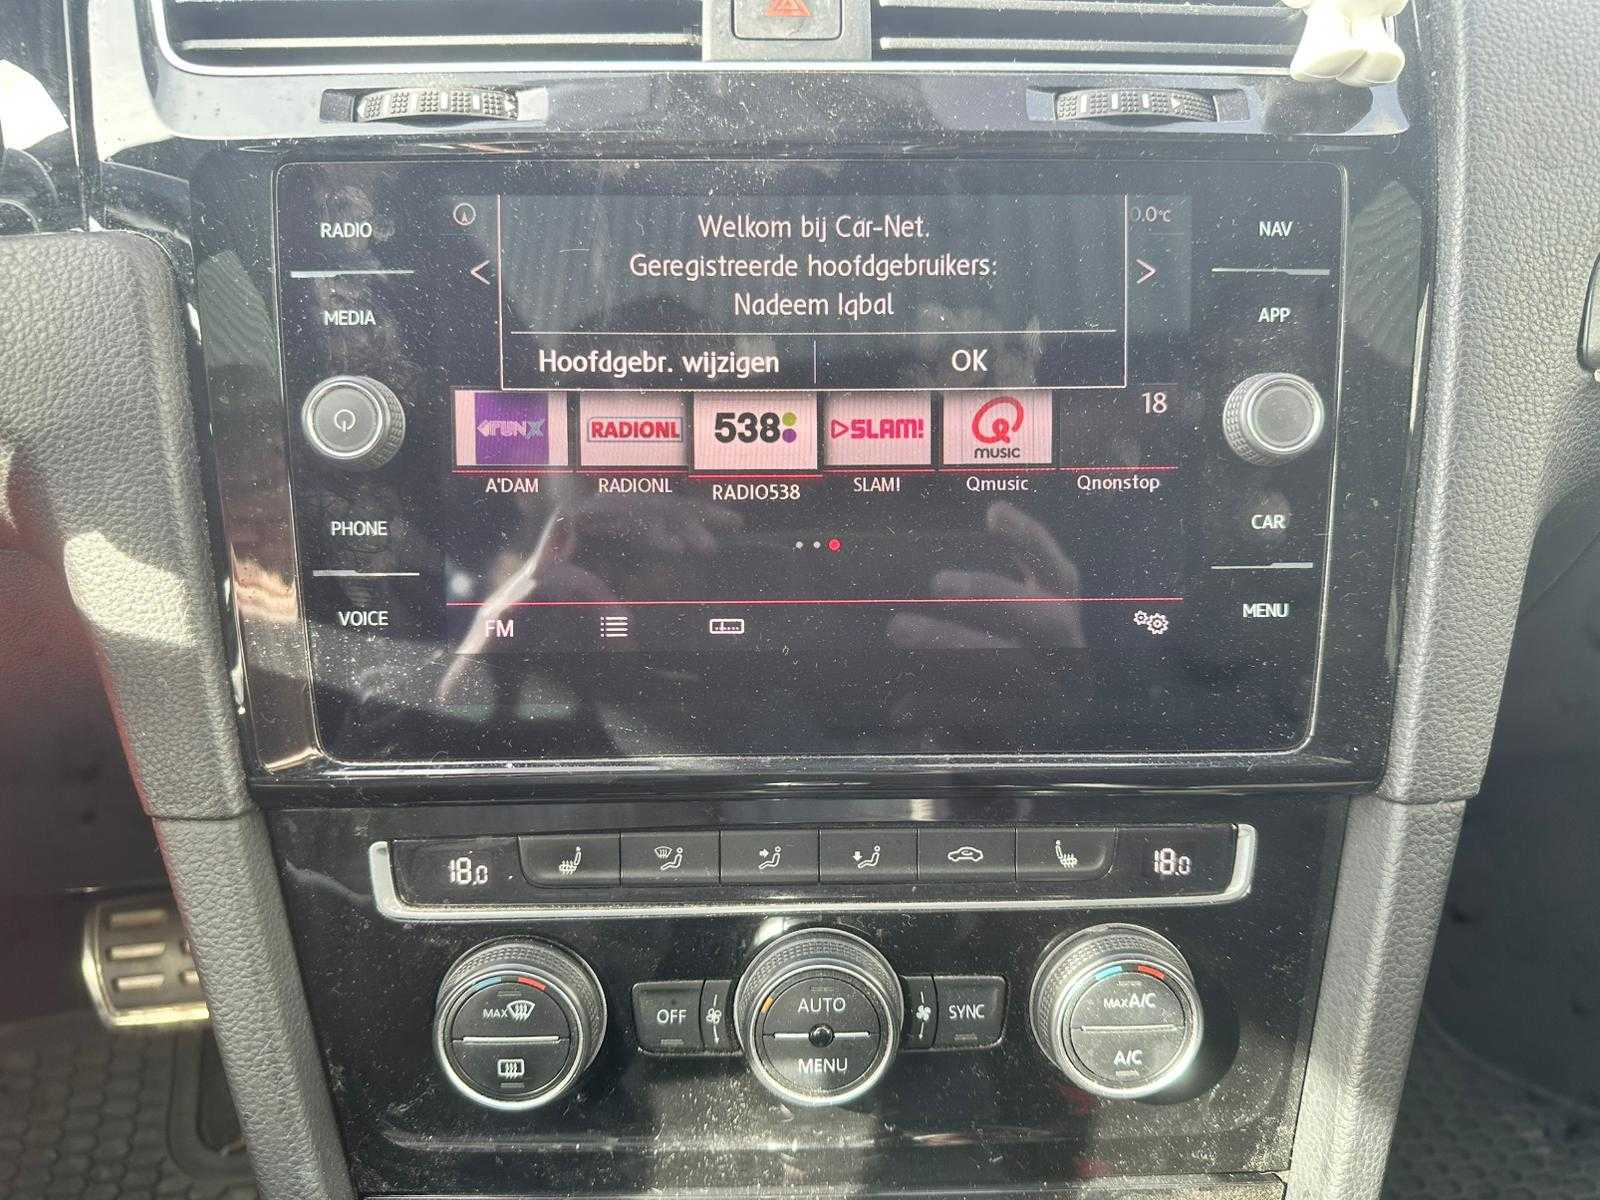 RADIO
MEDIA
PHONE
VOICE
Welkom bij Car-Net.
Geregistreerde hoofdgebruikers:
Nadeem Iqbal
Hoofdgebr. wijzigen
OK
0.0°C
<
>
NAV
APP
CAR
MENU
FUNX
RADIONL
538
SLAM!
Q
MUSIC
18
A'DAM
RADIONL
RADIO538
SLAM!
Qmusic
Qnonstop
FM
18.0
18.0
MAX
OFF
AUTO
MENU
SYNC
MAX A/C
A/C